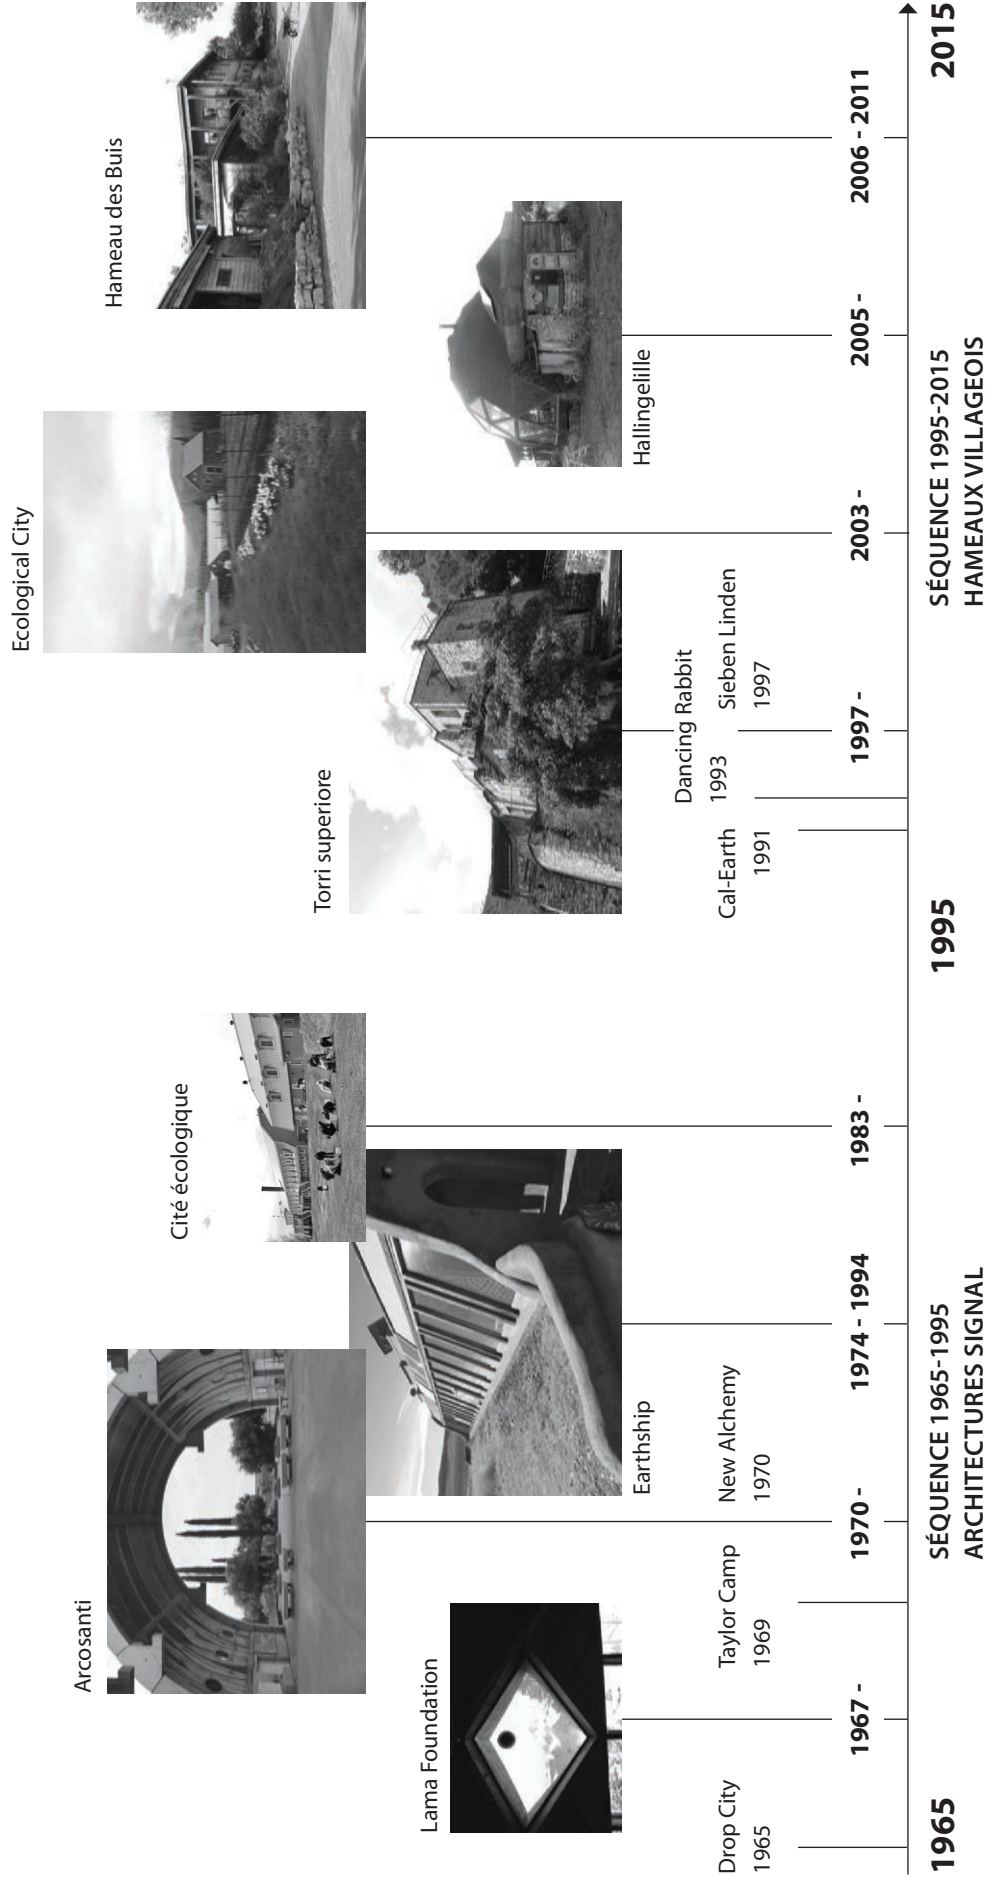 Arcosanti
Cité écologique
Torri superiore
Ecological City
Hameau des Buis
Lama Foundation
Earthship
Hallingelille
Drop City
1965
Taylor Camp
1969
New Alchemy
1970
Cal-Earth
1991
Dancing Rabbit
1993
Sieben Linden
1997
1967 -
1970 -
1974 - 1994
1983 -
1997 -
2003 -
2005 -
2006 - 2011
1965
1995
2015
SÉQUENCE 1965-1995
ARCHITECTURES SIGNAL
SÉQUENCE 1995-2015
HAMEAUX VILLAGEOIS